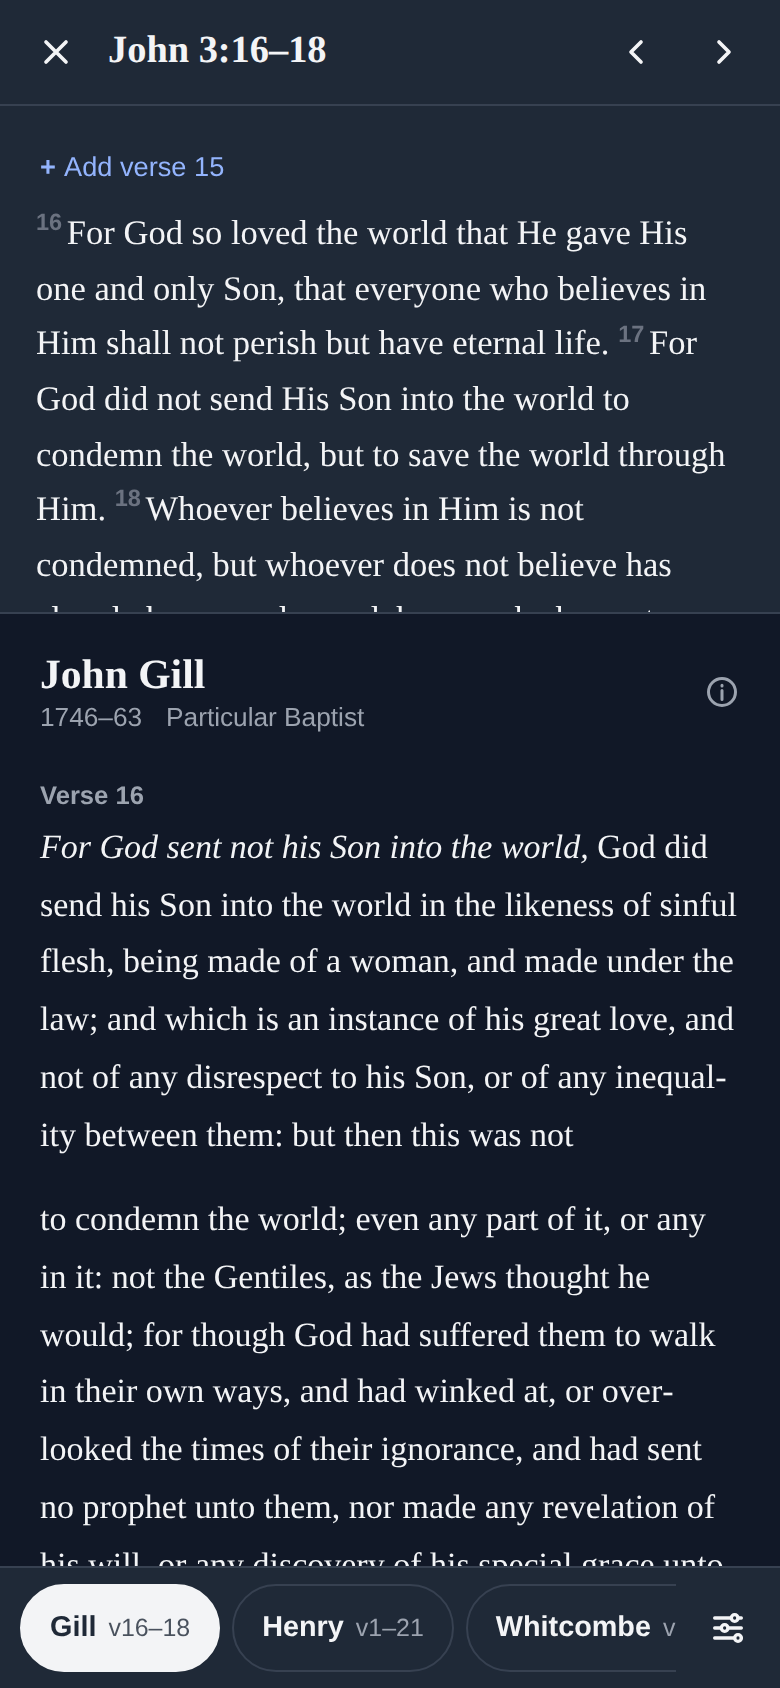 John 3:16–18
+ Add verse 15
16 For God so loved the world that He gave His
one and only Son, that everyone who believes in
Him shall not perish but have eternal life. 17 For
God did not send His Son into the world to
condemn the world, but to save the world through
Him. 18 Whoever believes in Him is not
condemned, but whoever does not believe has
John Gill
1746–63 Particular Baptist
Verse 16
For God sent not his Son into the world, God did
send his Son into the world in the likeness of sinful
flesh, being made of a woman, and made under the
law; and which is an instance of his great love, and
not of any disrespect to his Son, or of any inequal-
ity between them: but then this was not
to condemn the world; even any part of it, or any
in it: not the Gentiles, as the Jews thought he
would; for though God had suffered them to walk
in their own ways, and had winked at, or over-
looked the times of their ignorance, and had sent
no prophet unto them, nor made any revelation of
his will, or any discovery of his special grace unto
Gill v16–18
Henry v1–21
Whitcombe v